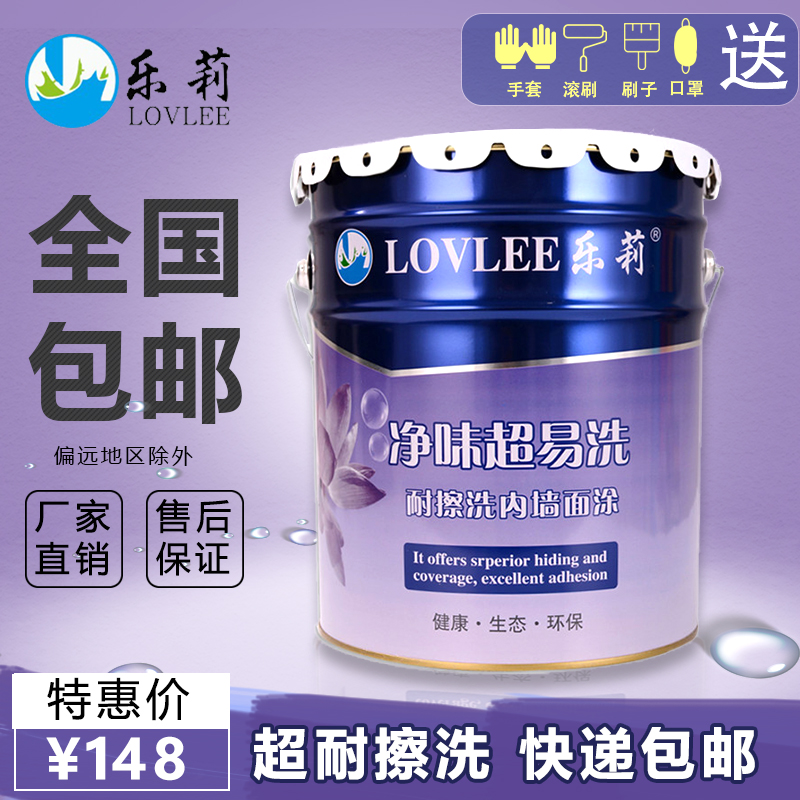 乐莉
LOVLEE
手套 滚刷 刷子 口罩
送
全国
包邮
偏远地区除外
厂家
直销
售后
保证
LOVLEE乐莉®
净味超易洗
耐擦洗内墙面涂
It offers srperior hiding and
coverage, excellent adhesion
健康·生态·环保
特惠价
¥148
超耐擦洗 快递包邮